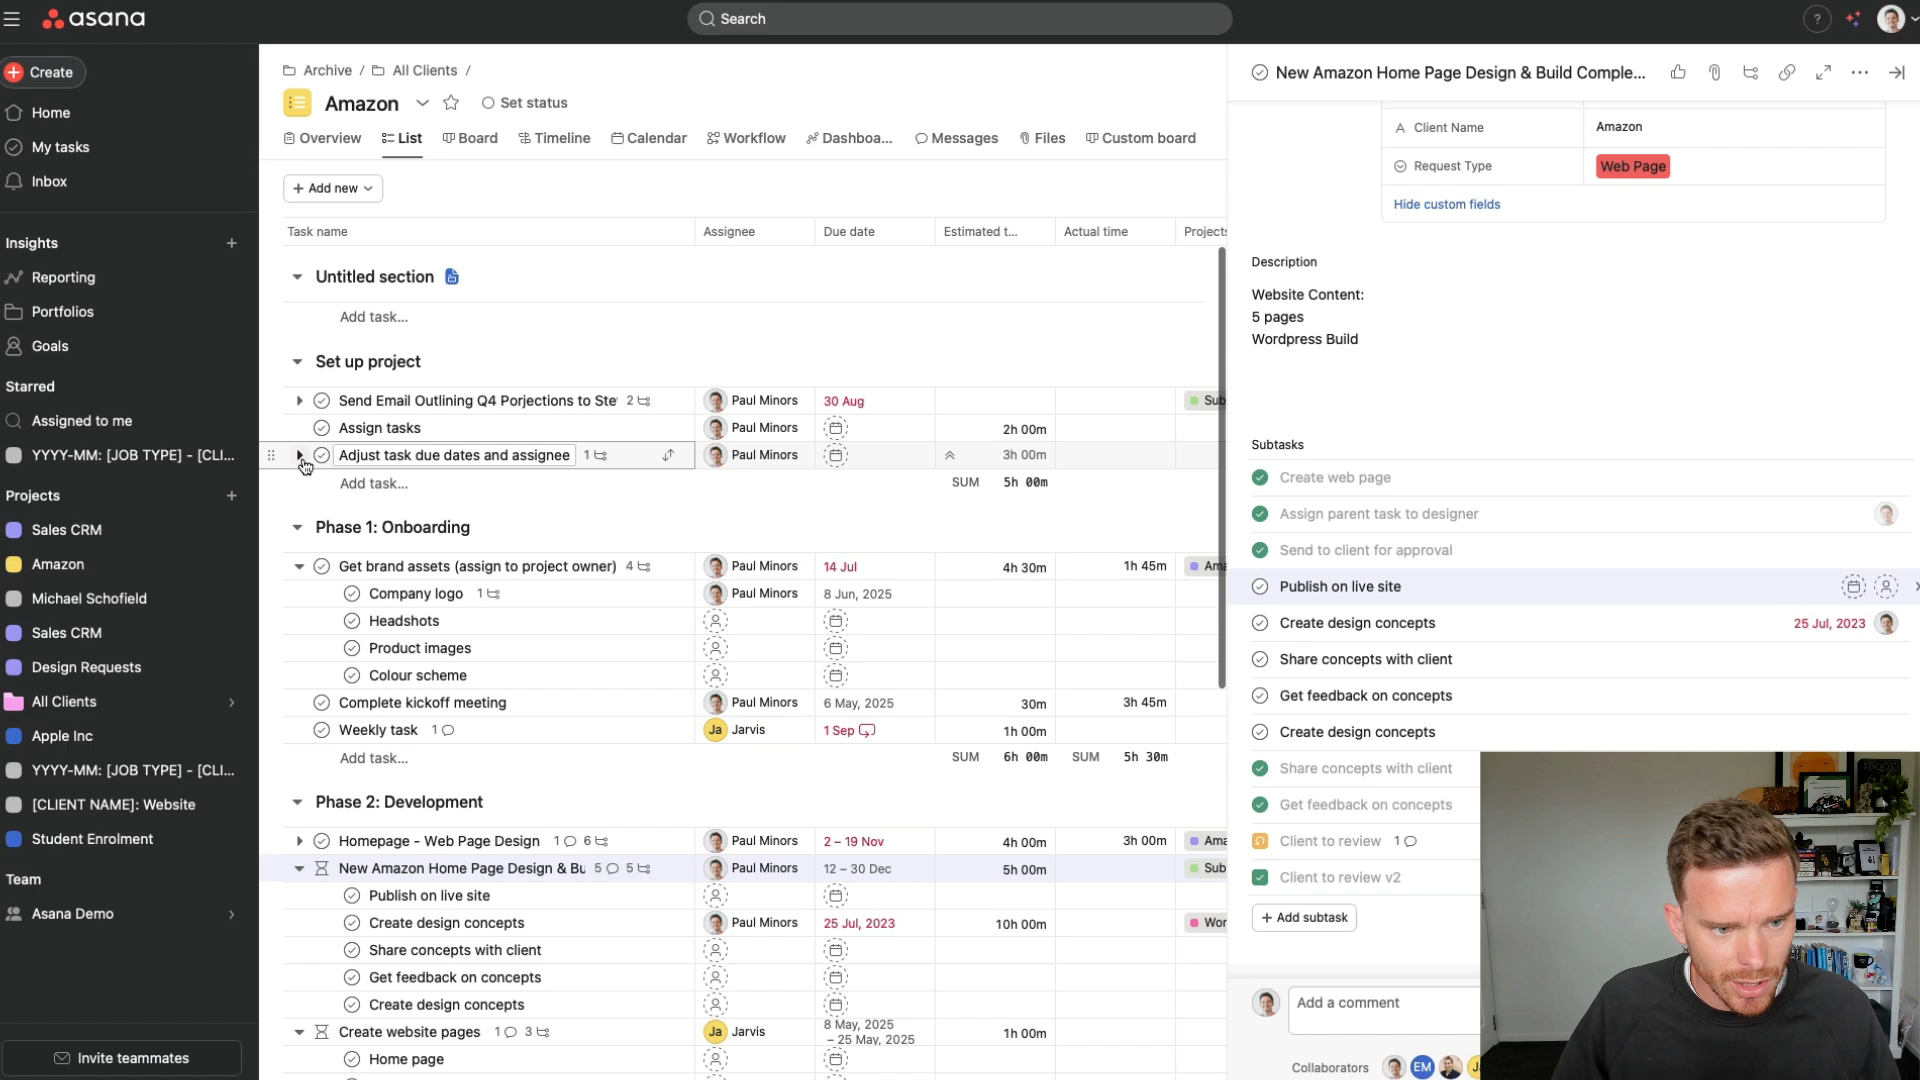 asana
Search
?
Create
Home
My tasks
Inbox
Insights
Reporting
Portfolios
Goals
Starred
Assigned to me
YYYY-MM: [JOB TYPE] - [CLI...
Projects
Sales CRM
Amazon
Michael Schofield
Sales CRM
Design Requests
All Clients
Apple Inc
YYYY-MM: [JOB TYPE] - [CLI...
[CLIENT NAME]: Website
Student Enrolment
Team
Asana Demo
Invite teammates
Archive / All Clients /
Amazon Set status
Overview List Board Timeline Calendar Workflow Dashboa... Messages Files Custom board
+ Add new
Task name Assignee Due date Estimated t... Actual time Projects
Untitled section
Add task...
Set up project
Send Email Outlining Q4 Porjections to Ste 2 Paul Minors 30 Aug Sub
Assign tasks Paul Minors 2h 00m
Adjust task due dates and assignee 1 Paul Minors 3h 00m
Add task... SUM 5h 00m
Phase 1: Onboarding
Get brand assets (assign to project owner) 4 Paul Minors 14 Jul 4h 30m 1h 45m Ama
Company logo 1 Paul Minors 8 Jun, 2025
Headshots
Product images
Colour scheme
Complete kickoff meeting Paul Minors 6 May, 2025 30m 3h 45m
Weekly task 1 Ja Jarvis 1 Sep 1h 00m
Add task... SUM 6h 00m SUM 5h 30m
Phase 2: Development
Homepage - Web Page Design 1 6 Paul Minors 2 – 19 Nov 4h 00m 3h 00m Ama
New Amazon Home Page Design & Bu 5 5 Paul Minors 12 – 30 Dec 5h 00m Sub
Publish on live site
Create design concepts Paul Minors 25 Jul, 2023 10h 00m Wor
Share concepts with client
Get feedback on concepts
Create design concepts
Create website pages 1 3 Ja Jarvis 8 May, 2025 – 25 May, 2025 1h 00m
Home page
New Amazon Home Page Design & Build Comple...
Client Name Amazon
Request Type Web Page
Hide custom fields
Description
Website Content:
5 pages
Wordpress Build
Subtasks
Create web page
Assign parent task to designer
Send to client for approval
Publish on live site
Create design concepts 25 Jul, 2023
Share concepts with client
Get feedback on concepts
Create design concepts
Share concepts with client
Get feedback on concepts
Client to review 1
Client to review v2
+ Add subtask
Add a comment
Collaborators EM